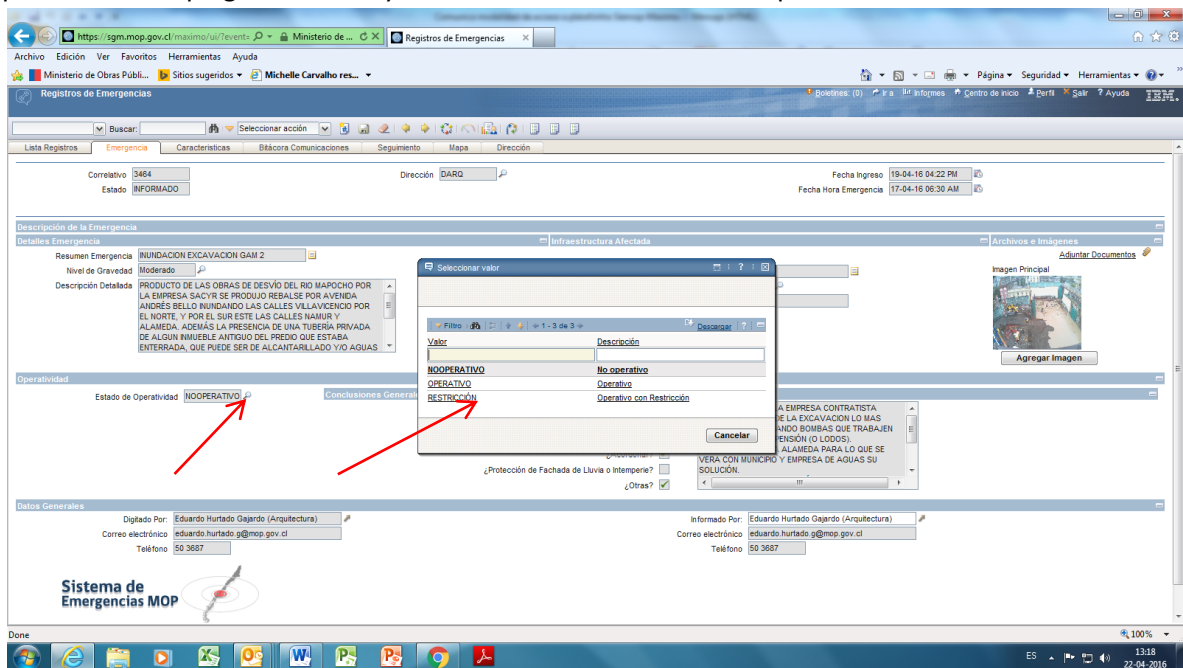 https://sgm.mop.gov.cl/maximo/ui/?event= Ministerio de ... Registros de Emergencias
Archivo Edición Ver Favoritos Herramientas Ayuda
Ministerio de Obras Públi... Sitios sugeridos Michelle Carvalho res... Página Seguridad Herramientas
Registros de Emergencias Boletines: (0) Ir a Informes Centro de inicio Perfil Salir ? Ayuda IBM.
Buscar: Seleccionar acción
Lista Registros Emergencia Características Bitácora Comunicaciones Seguimiento Mapa Dirección
Correlativo 3464 Dirección DARQ Fecha Ingreso 19-04-16 04:22 PM
Estado INFORMADO Fecha Hora Emergencia 17-04-16 06:30 AM
Descripción de la Emergencia
Detalles Emergencia Infraestructura Afectada Archivos e Imágenes
Resumen Emergencia INUNDACION EXCAVACION GAM 2 Adjuntar Documentos
Nivel de Gravedad Moderado Imagen Principal
Descripción Detallada PRODUCTO DE LAS OBRAS DE DESVÍO DEL RIO MAPOCHO POR
LA EMPRESA SACYR SE PRODUJO REBALSE POR AVENIDA
ANDRÉS BELLO INUNDANDO LAS CALLES VILLAVICENCIO POR
EL NORTE, Y POR EL SUR ESTE LAS CALLES NAMUR Y
ALAMEDA. ADEMÁS LA PRESENCIA DE UNA TUBERÍA PRIVADA
DE ALGUN INMUEBLE ANTIGUO DEL PREDIO QUE ESTABA
ENTERRADA, QUE PUEDE SER DE ALCANTARILLADO Y/O AGUAS
Agregar Imagen
Seleccionar valor
Filtro 1 - 3 de 3 Descargar
Valor Descripción
NOOPERATIVO No operativo
OPERATIVO Operativo
RESTRICCIÓN Operativo con Restricción
Cancelar
Operatividad
Estado de Operatividad NOOPERATIVO Conclusiones General
A EMPRESA CONTRATISTA
DE LA EXCAVACION LO MAS
ANDO BOMBAS QUE TRABAJEN
PENSIÓN (O LODOS).
ALAMEDA PARA LO QUE SE
VERA CON MUNICIPIO Y EMPRESA DE AGUAS SU
SOLUCIÓN.
¿Protección de Fachada de Lluvia o Intemperie?
¿Otras?
Datos Generales
Digitado Por: Eduardo Hurtado Gajardo (Arquitectura) Informado Por: Eduardo Hurtado Gajardo (Arquitectura)
Correo electrónico eduardo.hurtado.g@mop.gov.cl Correo electrónico eduardo.hurtado.g@mop.gov.cl
Teléfono 50 3687 Teléfono 50 3687
Sistema de
Emergencias MOP
Done 100%
ES 13:18
22-04-2016